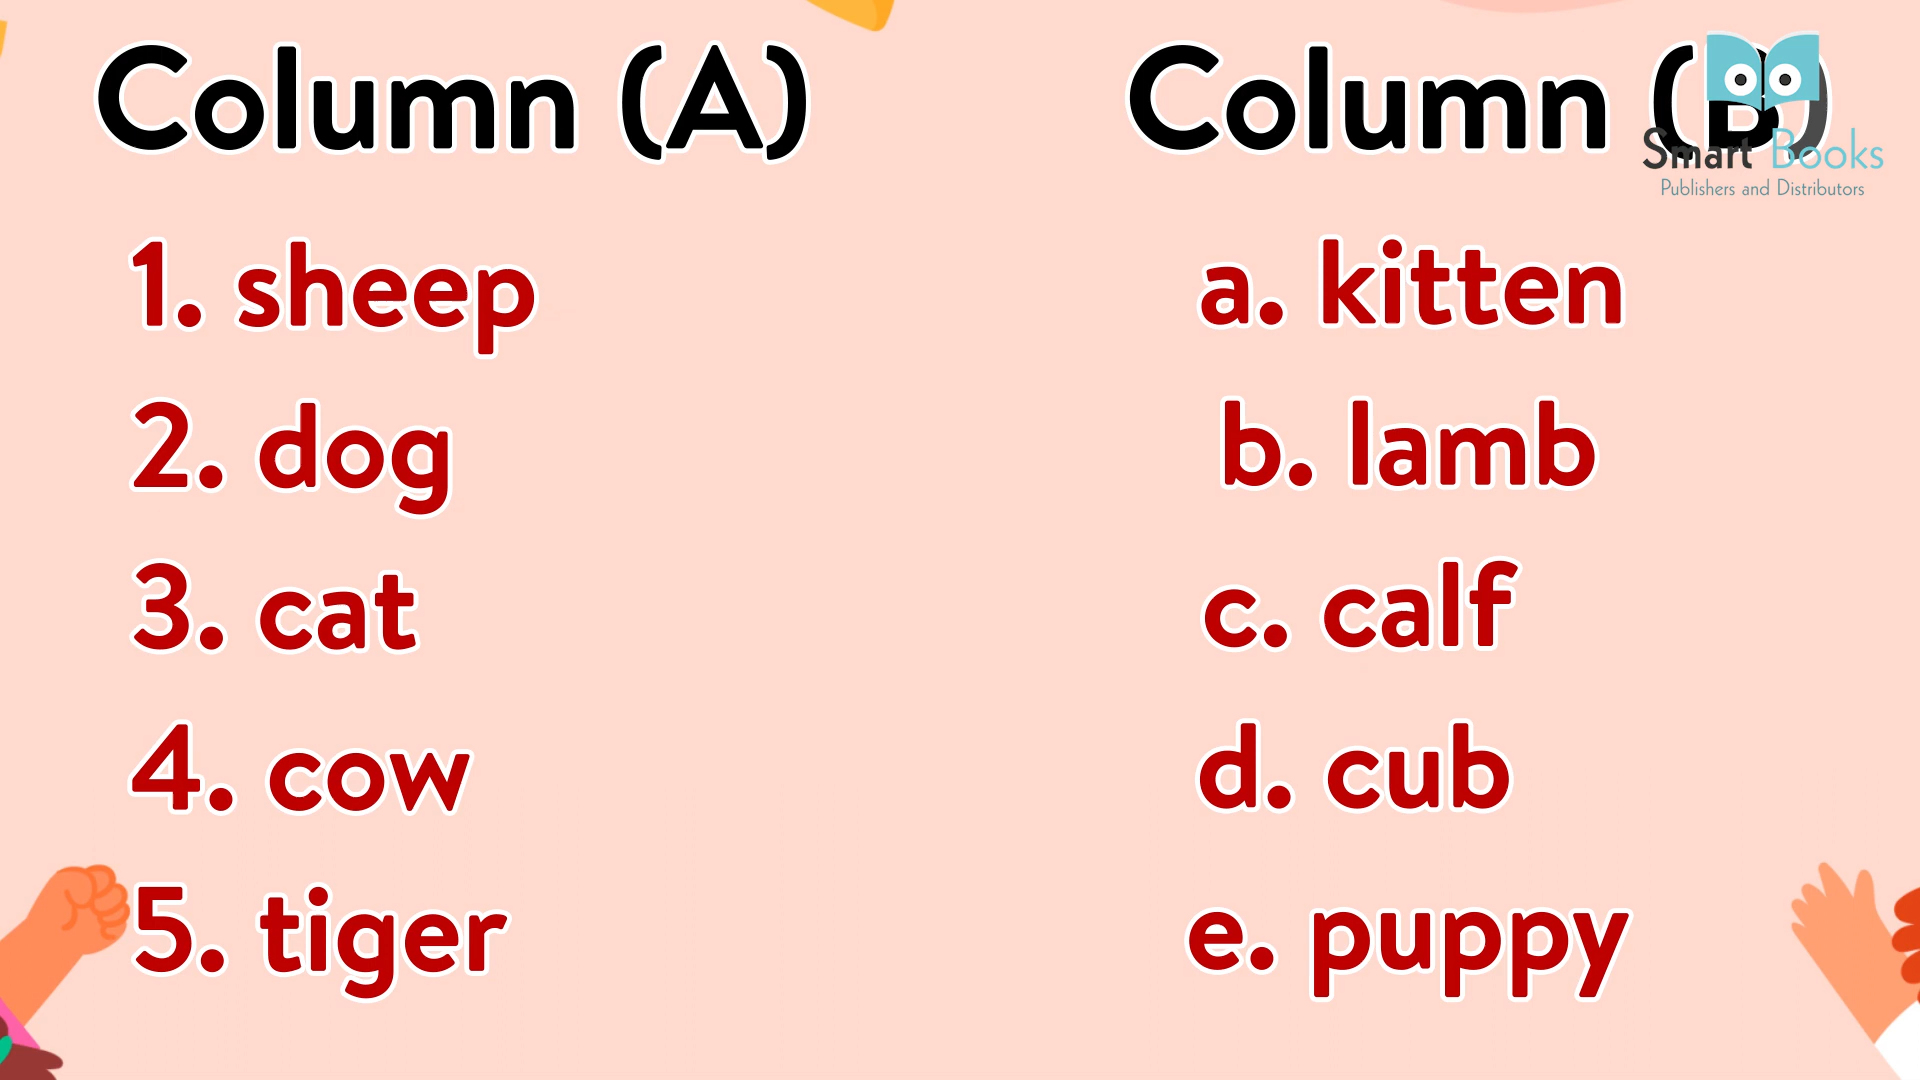 Column (A)
1. sheep
2. dog
3. cat
4. cow
5. tiger
Column (B)
Smart Books
Publishers and Distributors
a. kitten
b. lamb
c. calf
d. cub
e. puppy